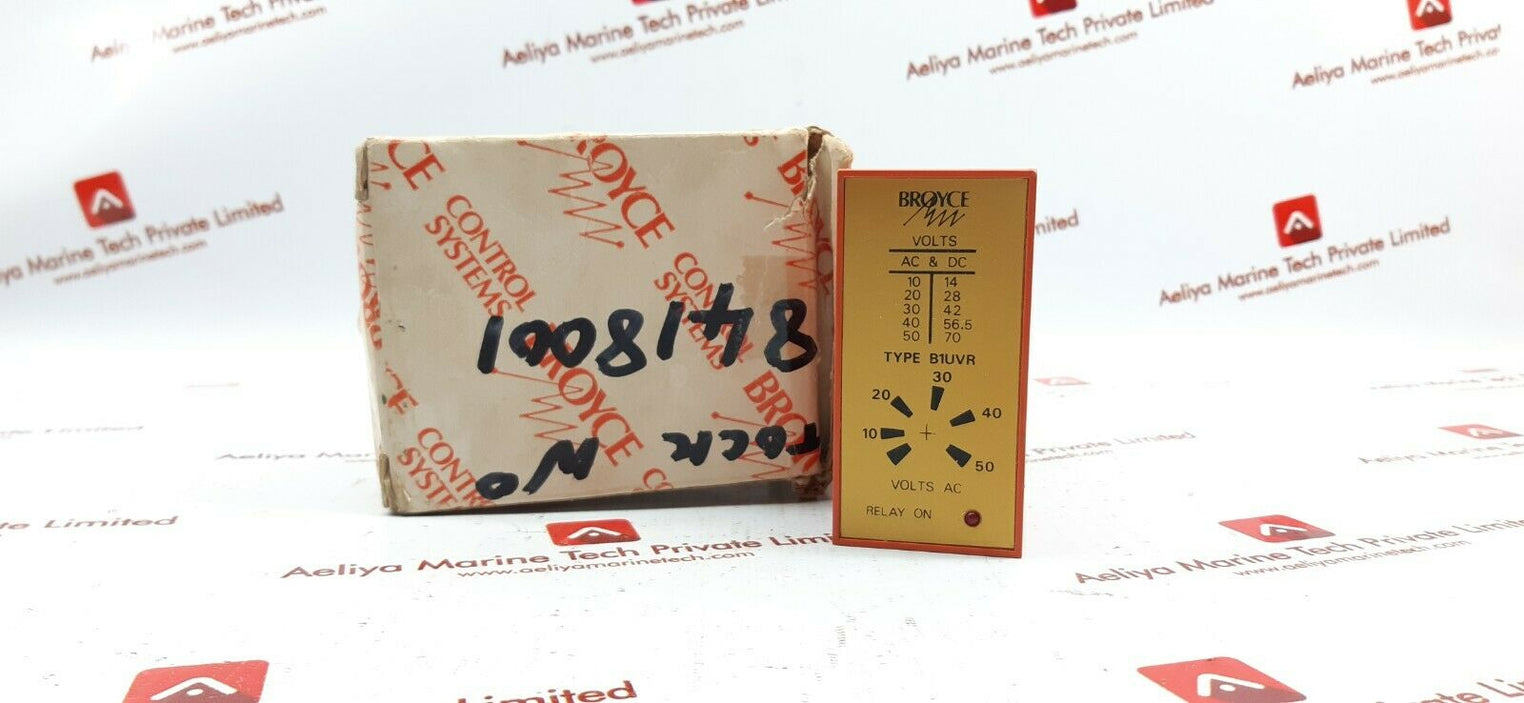 Aeliya Marine Tech Private Limited
www.aeliyamarinetech.com
BROYCE
CONTROL
SYSTEMS
TOCK NO
8418001
BROYCE
VOLTS
AC & DC
10 14
20 28
30 42
40 56.5
50 70
TYPE B1UVR
30
20 40
10
50
VOLTS AC
RELAY ON